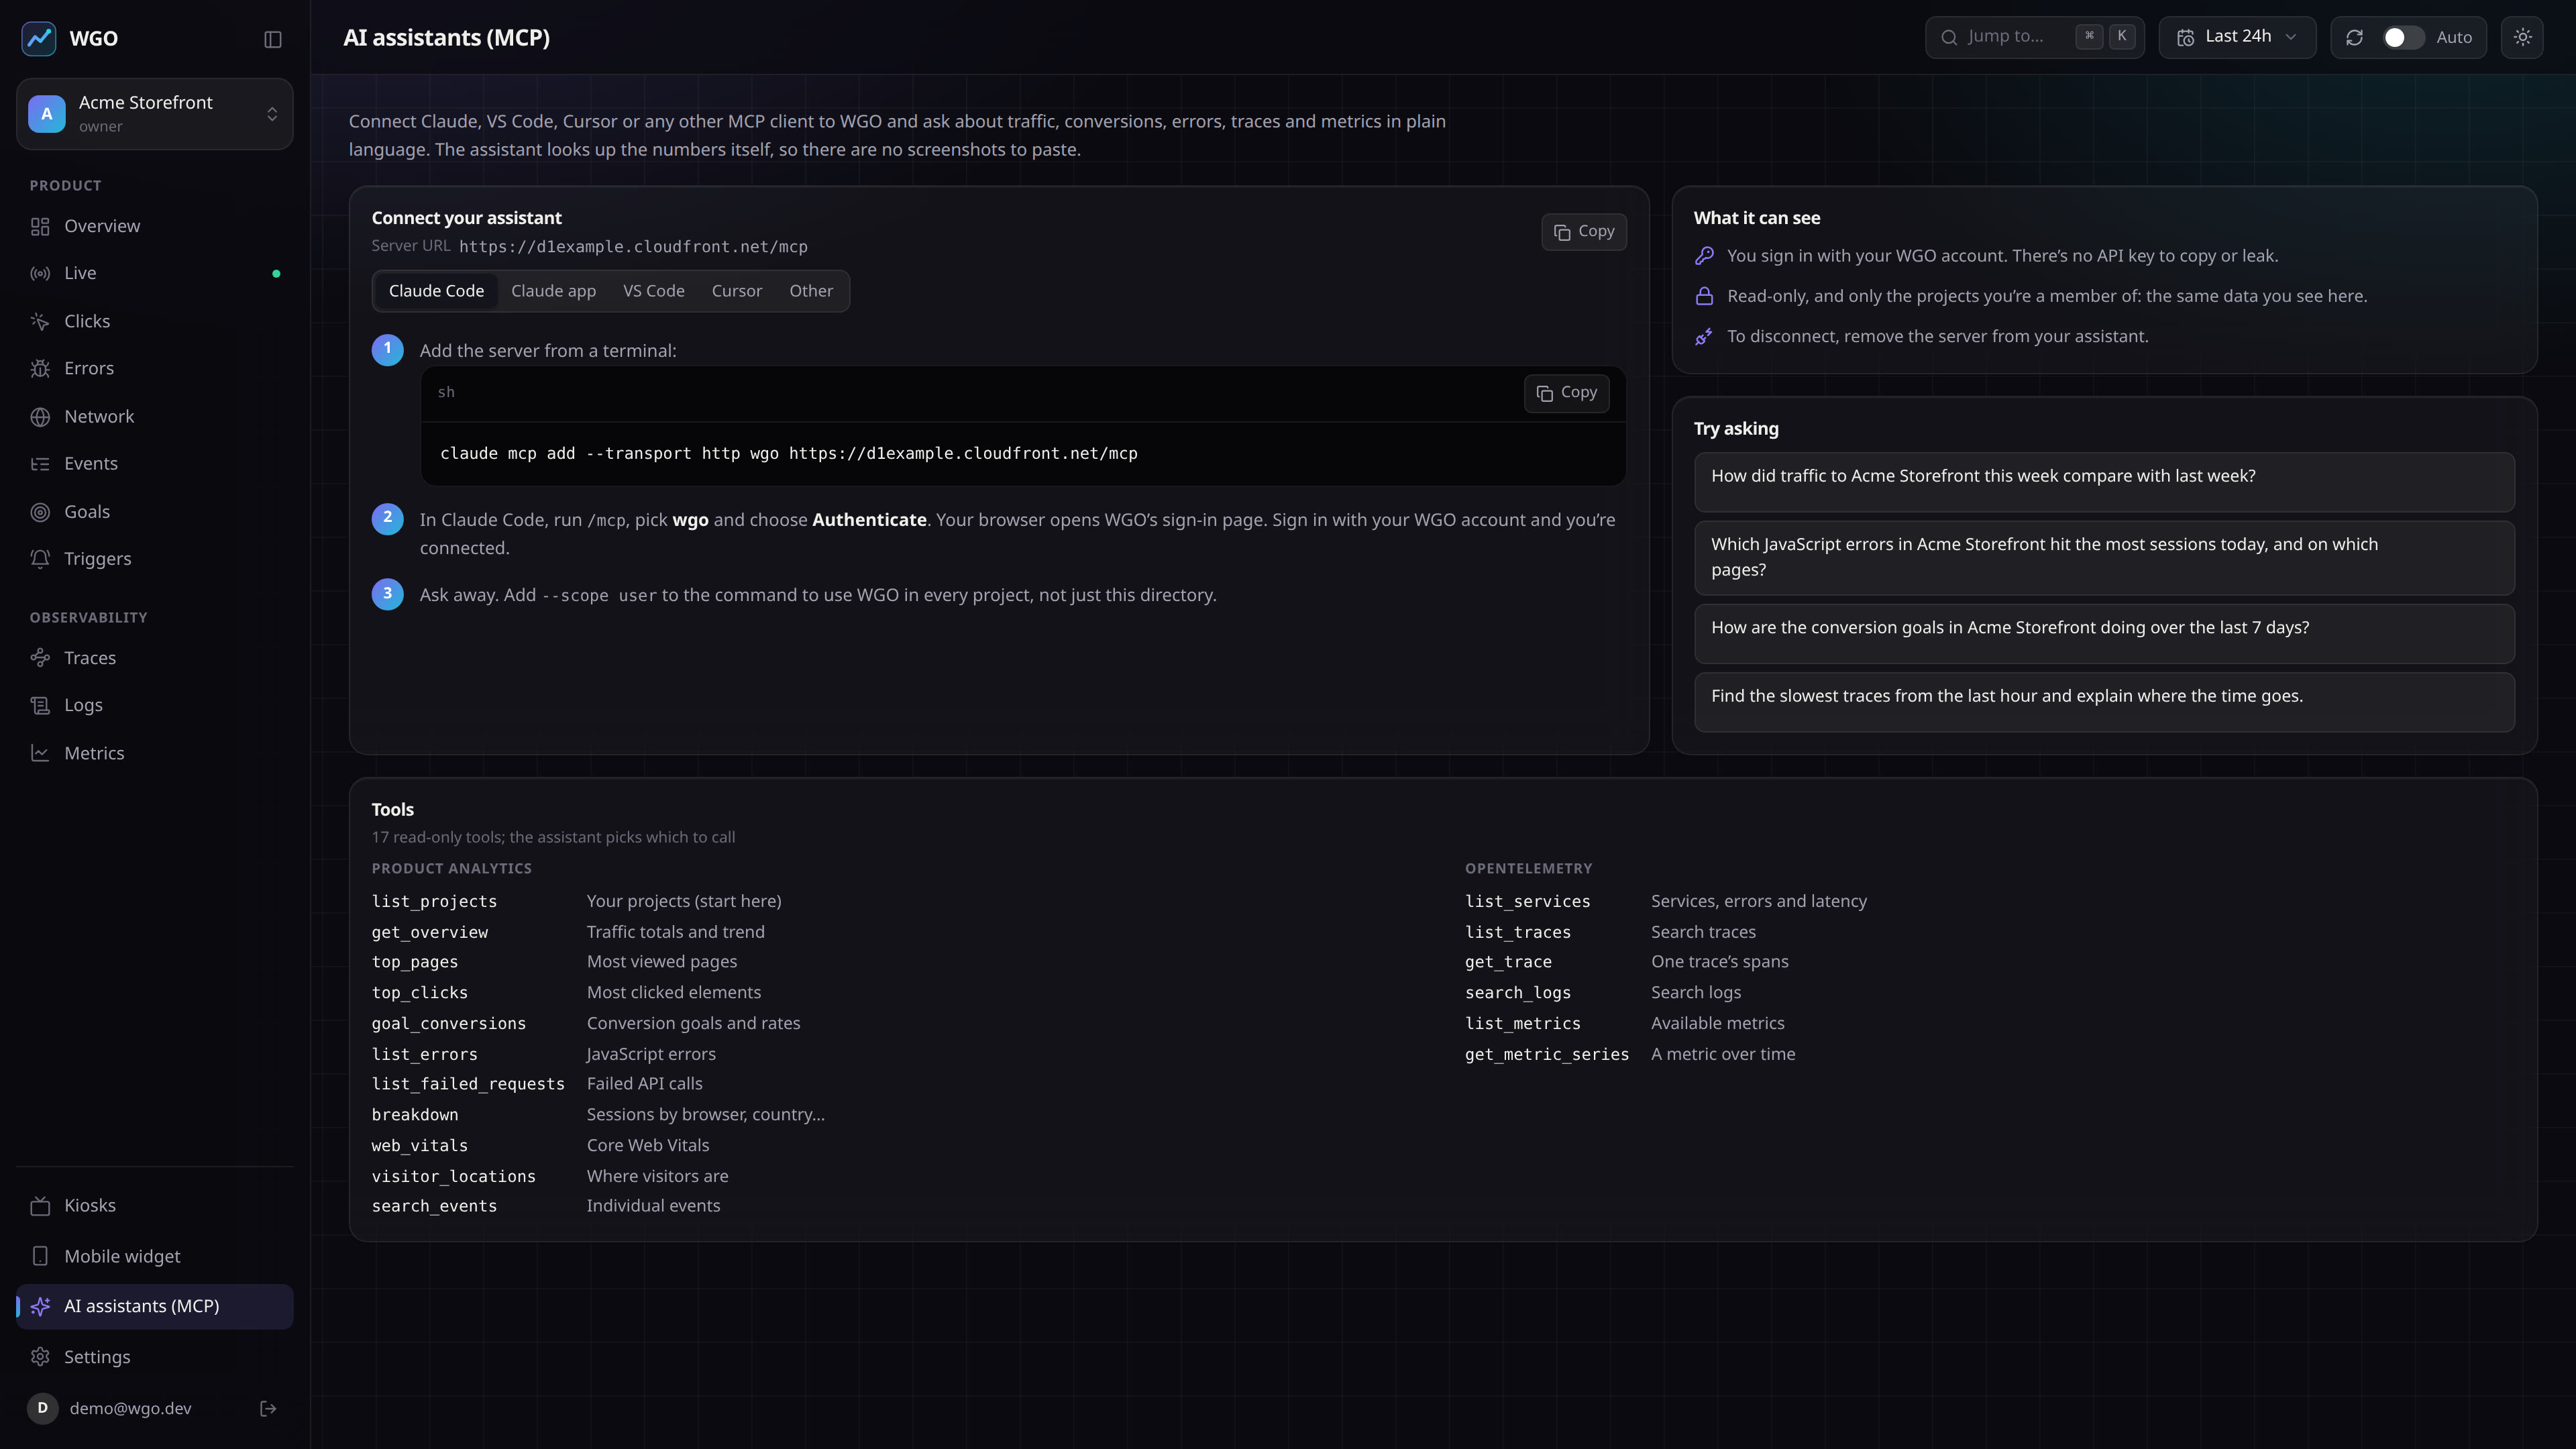 WGO
A
Acme Storefront
owner
PRODUCT
Overview
Live
Clicks
Errors
Network
Events
Goals
Triggers
OBSERVABILITY
Traces
Logs
Metrics
Kiosks
Mobile widget
AI assistants (MCP)
Settings
D
demo@wgo.dev
AI assistants (MCP)
Jump to...
⌘ K
Last 24h
Auto
Connect Claude, VS Code, Cursor or any other MCP client to WGO and ask about traffic, conversions, errors, traces and metrics in plain
language. The assistant looks up the numbers itself, so there are no screenshots to paste.
Connect your assistant
Server URL https://d1example.cloudfront.net/mcp
Copy
Claude Code Claude app VS Code Cursor Other
1 Add the server from a terminal:
sh
Copy
claude mcp add --transport http wgo https://d1example.cloudfront.net/mcp
2 In Claude Code, run /mcp, pick wgo and choose Authenticate. Your browser opens WGO’s sign-in page. Sign in with your WGO account and you’re
connected.
3 Ask away. Add --scope user to the command to use WGO in every project, not just this directory.
What it can see
You sign in with your WGO account. There’s no API key to copy or leak.
Read-only, and only the projects you’re a member of: the same data you see here.
To disconnect, remove the server from your assistant.
Try asking
How did traffic to Acme Storefront this week compare with last week?
Which JavaScript errors in Acme Storefront hit the most sessions today, and on which
pages?
How are the conversion goals in Acme Storefront doing over the last 7 days?
Find the slowest traces from the last hour and explain where the time goes.
Tools
17 read-only tools; the assistant picks which to call
PRODUCT ANALYTICS
list_projects Your projects (start here)
get_overview Traffic totals and trend
top_pages Most viewed pages
top_clicks Most clicked elements
goal_conversions Conversion goals and rates
list_errors JavaScript errors
list_failed_requests Failed API calls
breakdown Sessions by browser, country…
web_vitals Core Web Vitals
visitor_locations Where visitors are
search_events Individual events
OPENTELEMETRY
list_services Services, errors and latency
list_traces Search traces
get_trace One trace’s spans
search_logs Search logs
list_metrics Available metrics
get_metric_series A metric over time